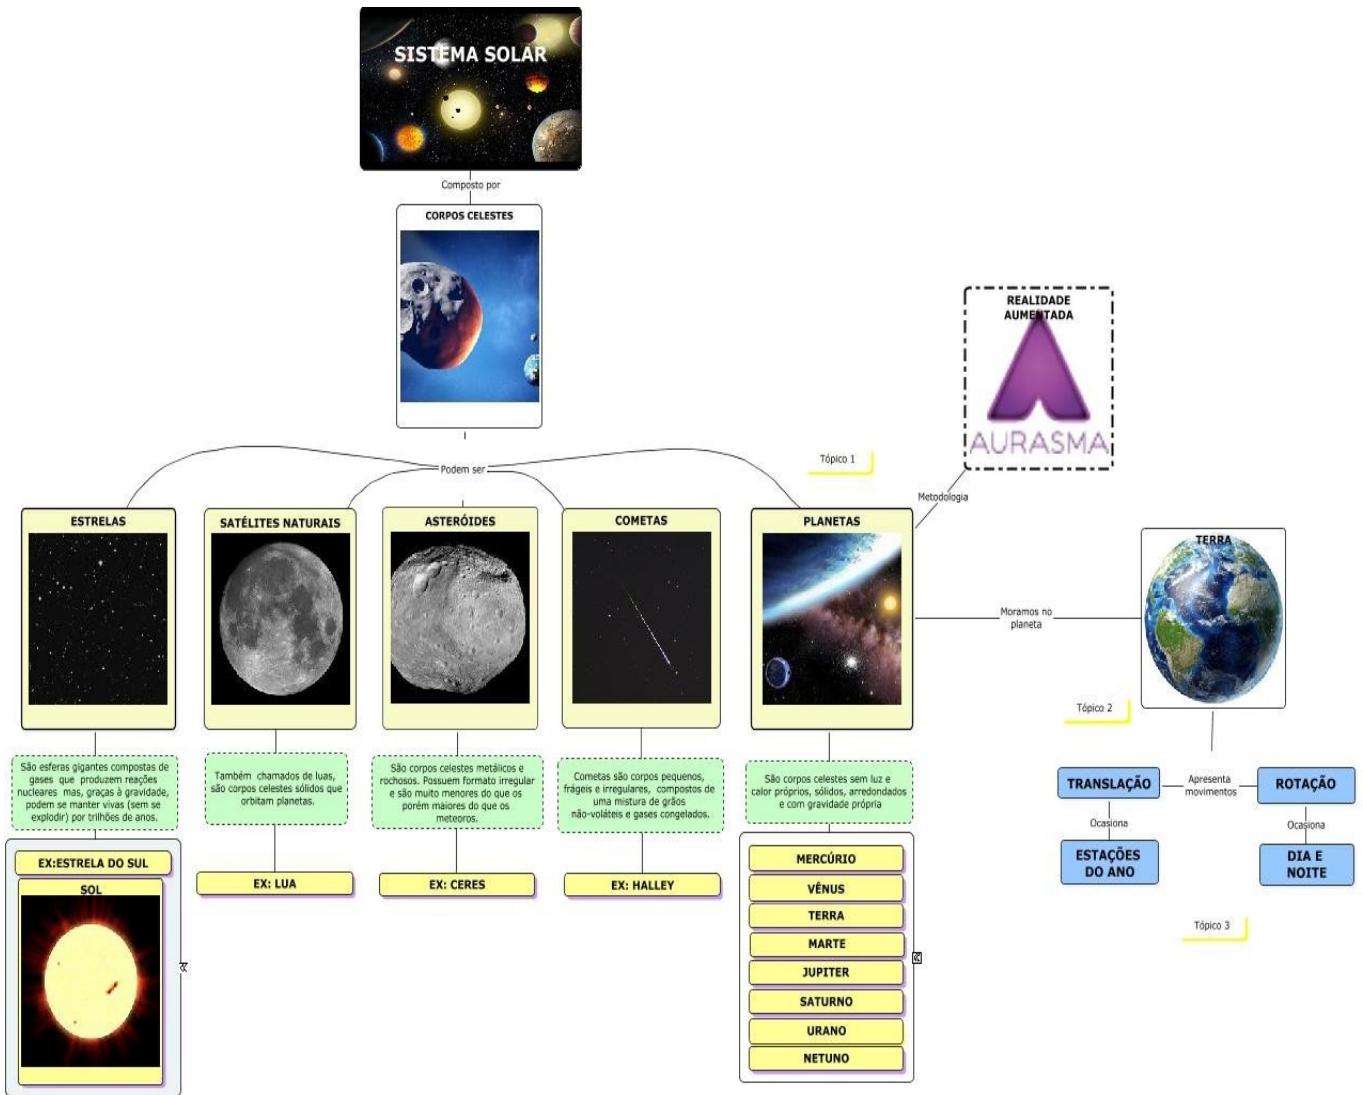 SISTEMA SOLAR
Composto por
CORPOS CELESTES
REALIDADE
AUMENTADA
AURASMA
Tópico 1
Podem ser
Metodologia
ESTRELAS
SATÉLITES NATURAIS
ASTERÓIDES
COMETAS
PLANETAS
TERRA
Moramos no
planeta
Tópico 2
São esferas gigantes compostas de
gases que produzem reações
nucleares mas, graças à gravidade,
podem se manter vivas (sem se
explodir) por trilhões de anos.
Também chamados de luas,
são corpos celestes sólidos que
orbitam planetas.
São corpos celestes metálicos e
rochosos. Possuem formato irregular
e são muito menores do que os
porém maiores do que os
meteoros.
Cometas são corpos pequenos,
frágeis e irregulares, compostos de
uma mistura de grãos
não-voláteis e gases congelados.
São corpos celestes sem luz e
calor próprios, sólidos, arredondados
e com gravidade própria
TRANSLAÇÃO
Apresenta
movimentos
ROTAÇÃO
Ocasiona
Ocasiona
ESTAÇÕES
DO ANO
DIA E
NOITE
Tópico 3
EX:ESTRELA DO SUL
SOL
EX: LUA
EX: CERES
EX: HALLEY
MERCÚRIO
VÊNUS
TERRA
MARTE
JUPITER
SATURNO
URANO
NETUNO